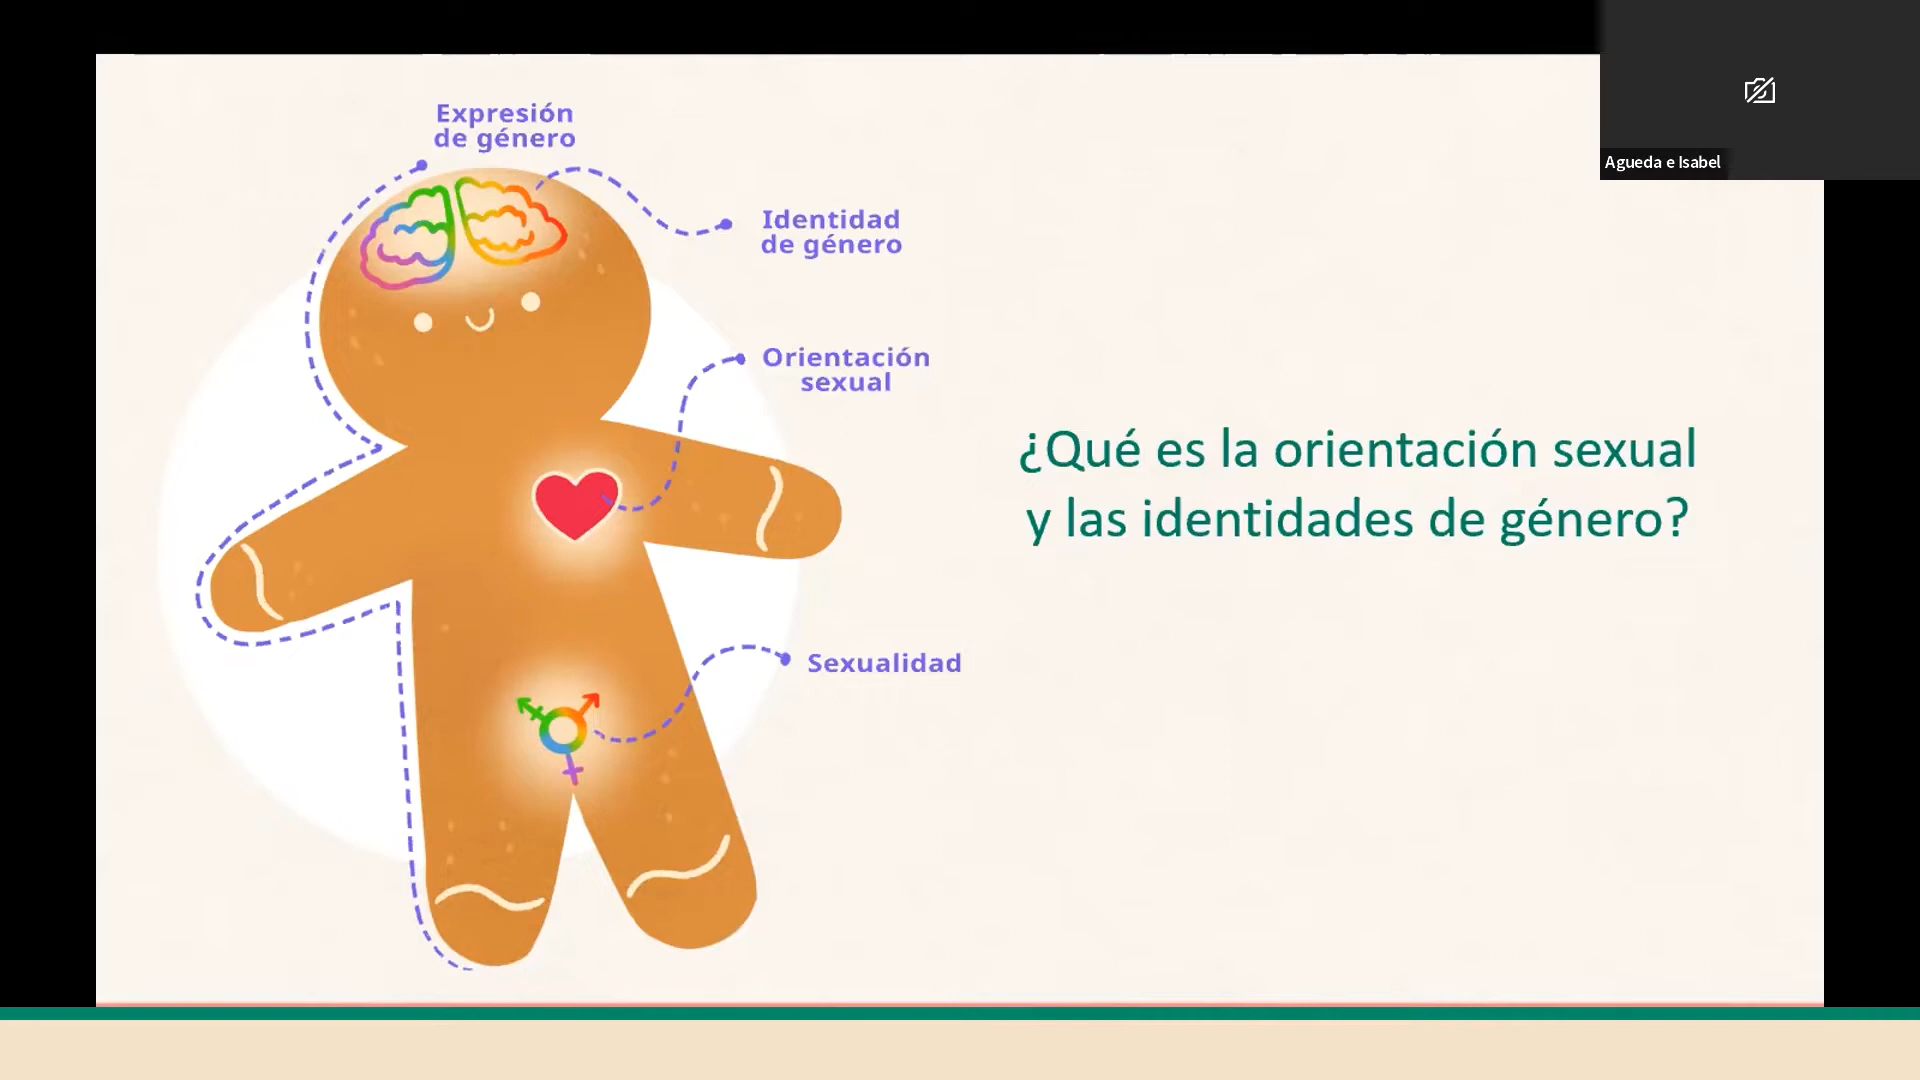 Expresión
de género
Identidad
de género
Orientación
sexual
Sexualidad
¿Qué es la orientación sexual
y las identidades de género?
Agueda e Isabel